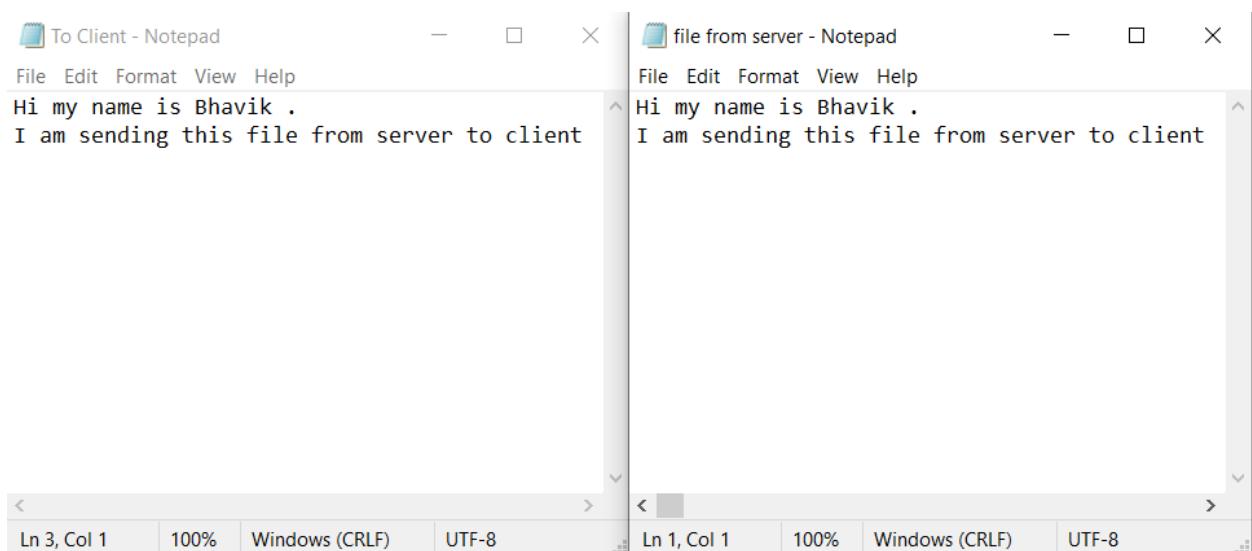 To Client - Notepad
File Edit Format View Help
Hi my name is Bhavik .
I am sending this file from server to client
Ln 3, Col 1 100% Windows (CRLF) UTF-8
file from server - Notepad
File Edit Format View Help
Hi my name is Bhavik .
I am sending this file from server to client
Ln 1, Col 1 100% Windows (CRLF) UTF-8